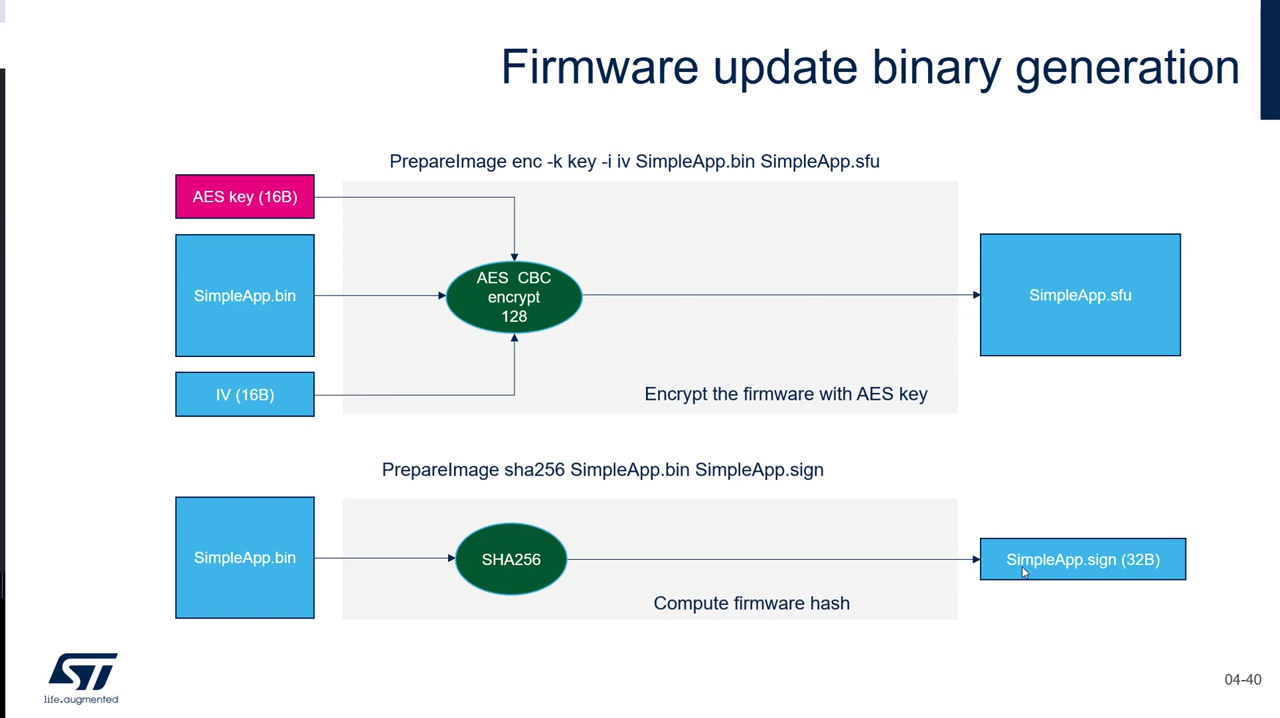 Firmware update binary generation
PrepareImage enc -k key -i iv SimpleApp.bin SimpleApp.sfu
AES key (16B)
SimpleApp.bin
IV (16B)
AES CBC
encrypt
128
SimpleApp.sfu
Encrypt the firmware with AES key
PrepareImage sha256 SimpleApp.bin SimpleApp.sign
SimpleApp.bin
SHA256
SimpleApp.sign (32B)
Compute firmware hash
ST
life.augmented
04-40